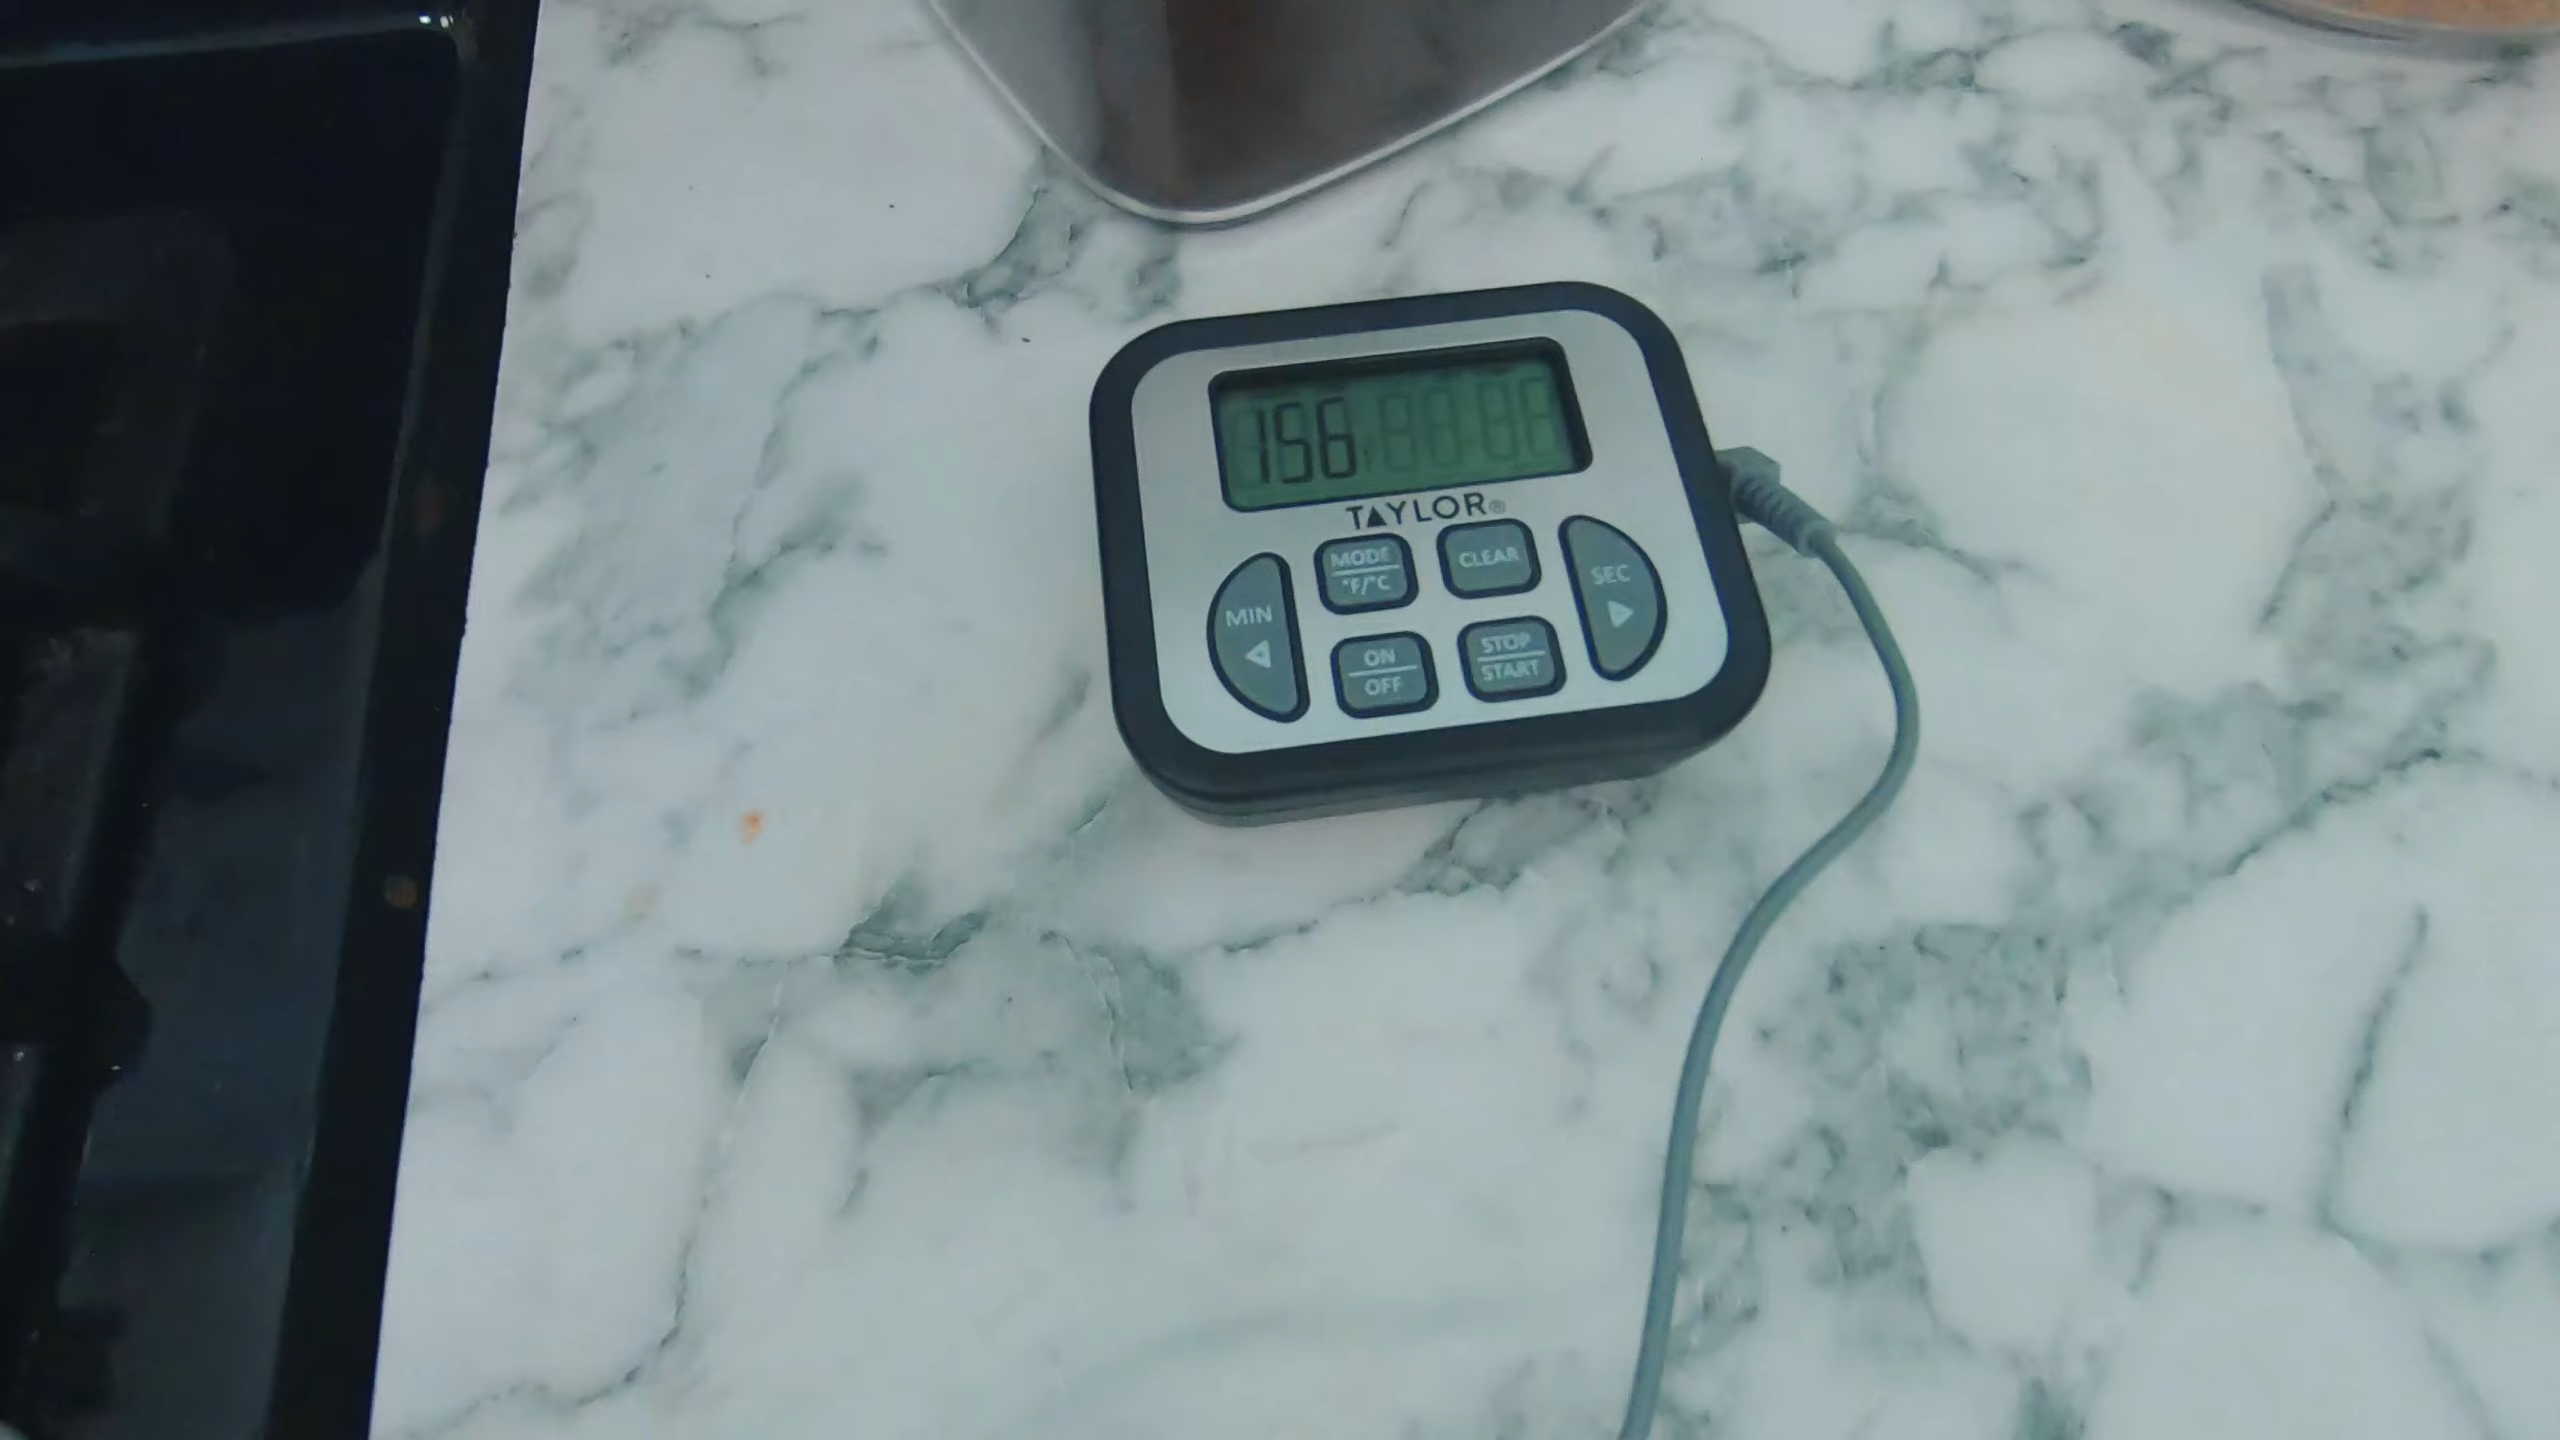 156
TAYLOR®
MODE
°F/°C
CLEAR
MIN
SEC
ON
OFF
STOP
START